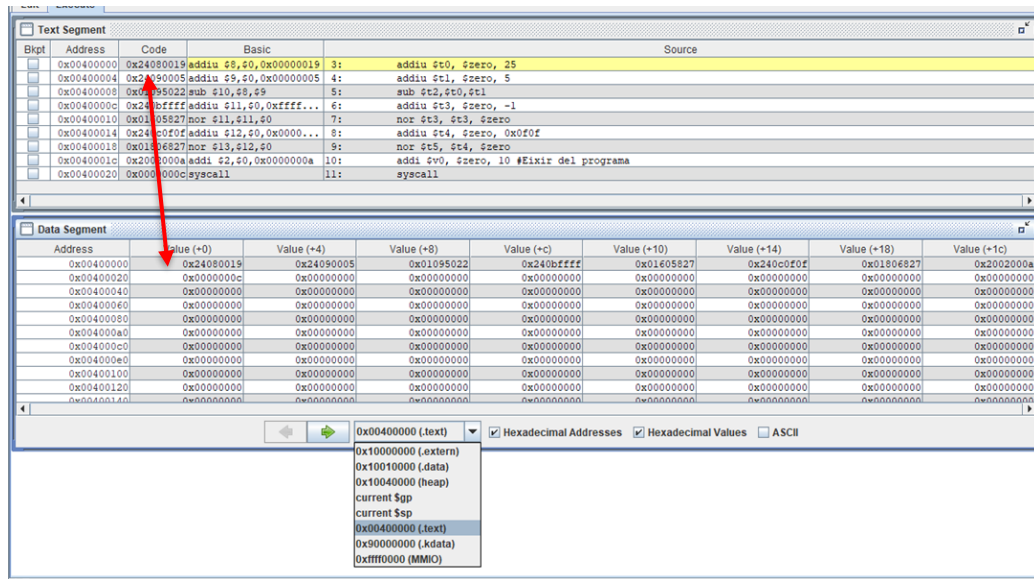 Edit Execute
Text Segment
Bkpt Address Code Basic Source
0x00400000 0x24080019 addiu $8,$0,0x00000019 3: addiu $t0, $zero, 25
0x00400004 0x24090005 addiu $9,$0,0x00000005 4: addiu $t1, $zero, 5
0x00400008 0x01095022 sub $10,$8,$9 5: sub $t2,$t0,$t1
0x0040000c 0x240bffff addiu $11,$0,0xffff... 6: addiu $t3, $zero, -1
0x00400010 0x01605827 nor $11,$11,$0 7: nor $t3, $t3, $zero
0x00400014 0x240c0f0f addiu $12,$0,0x0000... 8: addiu $t4, $zero, 0x0f0f
0x00400018 0x01806827 nor $13,$12,$0 9: nor $t5, $t4, $zero
0x0040001c 0x2002000a addi $2,$0,0x0000000a 10: addi $v0, $zero, 10 #Eixir del programa
0x00400020 0x0000000c syscall 11: syscall
Data Segment
Address Value (+0) Value (+4) Value (+8) Value (+c) Value (+10) Value (+14) Value (+18) Value (+1c)
0x00400000 0x24080019 0x24090005 0x01095022 0x240bffff 0x01605827 0x240c0f0f 0x01806827 0x2002000a
0x00400020 0x0000000c 0x00000000 0x00000000 0x00000000 0x00000000 0x00000000 0x00000000 0x00000000
0x00400040 0x00000000 0x00000000 0x00000000 0x00000000 0x00000000 0x00000000 0x00000000 0x00000000
0x00400060 0x00000000 0x00000000 0x00000000 0x00000000 0x00000000 0x00000000 0x00000000 0x00000000
0x00400080 0x00000000 0x00000000 0x00000000 0x00000000 0x00000000 0x00000000 0x00000000 0x00000000
0x004000a0 0x00000000 0x00000000 0x00000000 0x00000000 0x00000000 0x00000000 0x00000000 0x00000000
0x004000c0 0x00000000 0x00000000 0x00000000 0x00000000 0x00000000 0x00000000 0x00000000 0x00000000
0x004000e0 0x00000000 0x00000000 0x00000000 0x00000000 0x00000000 0x00000000 0x00000000 0x00000000
0x00400100 0x00000000 0x00000000 0x00000000 0x00000000 0x00000000 0x00000000 0x00000000 0x00000000
0x00400120 0x00000000 0x00000000 0x00000000 0x00000000 0x00000000 0x00000000 0x00000000 0x00000000
0x00400140 0x00000000 0x00000000 0x00000000 0x00000000 0x00000000 0x00000000 0x00000000 0x00000000
0x00400000 (.text) Hexadecimal Addresses Hexadecimal Values ASCII
0x10000000 (.extern)
0x10010000 (.data)
0x10040000 (heap)
current $gp
current $sp
0x00400000 (.text)
0x90000000 (.kdata)
0xffff0000 (MMIO)